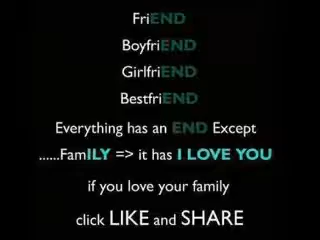 FriEND
BoyfriEND
GirlfriEND
BestfriEND
Everything has an END Except
......FamILY => it has I LOVE YOU
if you love your family
click LIKE and SHARE